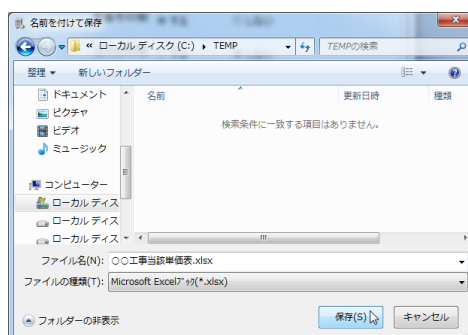 名前を付けて保存
« ローカル ディスク (C:) ▸ TEMP
TEMPの検索
整理 ▼ 新しいフォルダー
ドキュメント
ピクチャ
ビデオ
ミュージック
コンピューター
ローカル ディス
ローカル ディス
ローカル ディス
名前 更新日時 種類
検索条件に一致する項目はありません。
ファイル名(N): 〇〇工事当該単価表.xlsx
ファイルの種類(T): Microsoft Excelﾌﾞｯｸ(*.xlsx)
フォルダーの非表示 保存(S) キャンセル